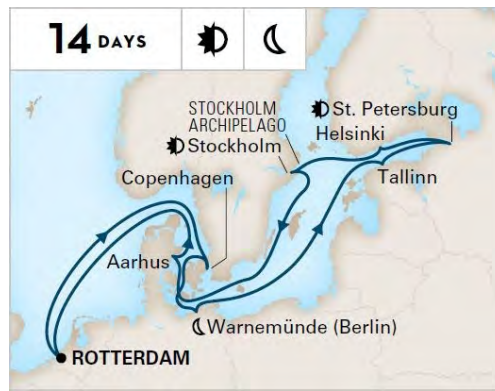 14 DAYS
STOCKHOLM
ARCHIPELAGO
St. Petersburg
Helsinki
Stockholm
Copenhagen
Tallinn
Aarhus
Warnemünde (Berlin)
ROTTERDAM